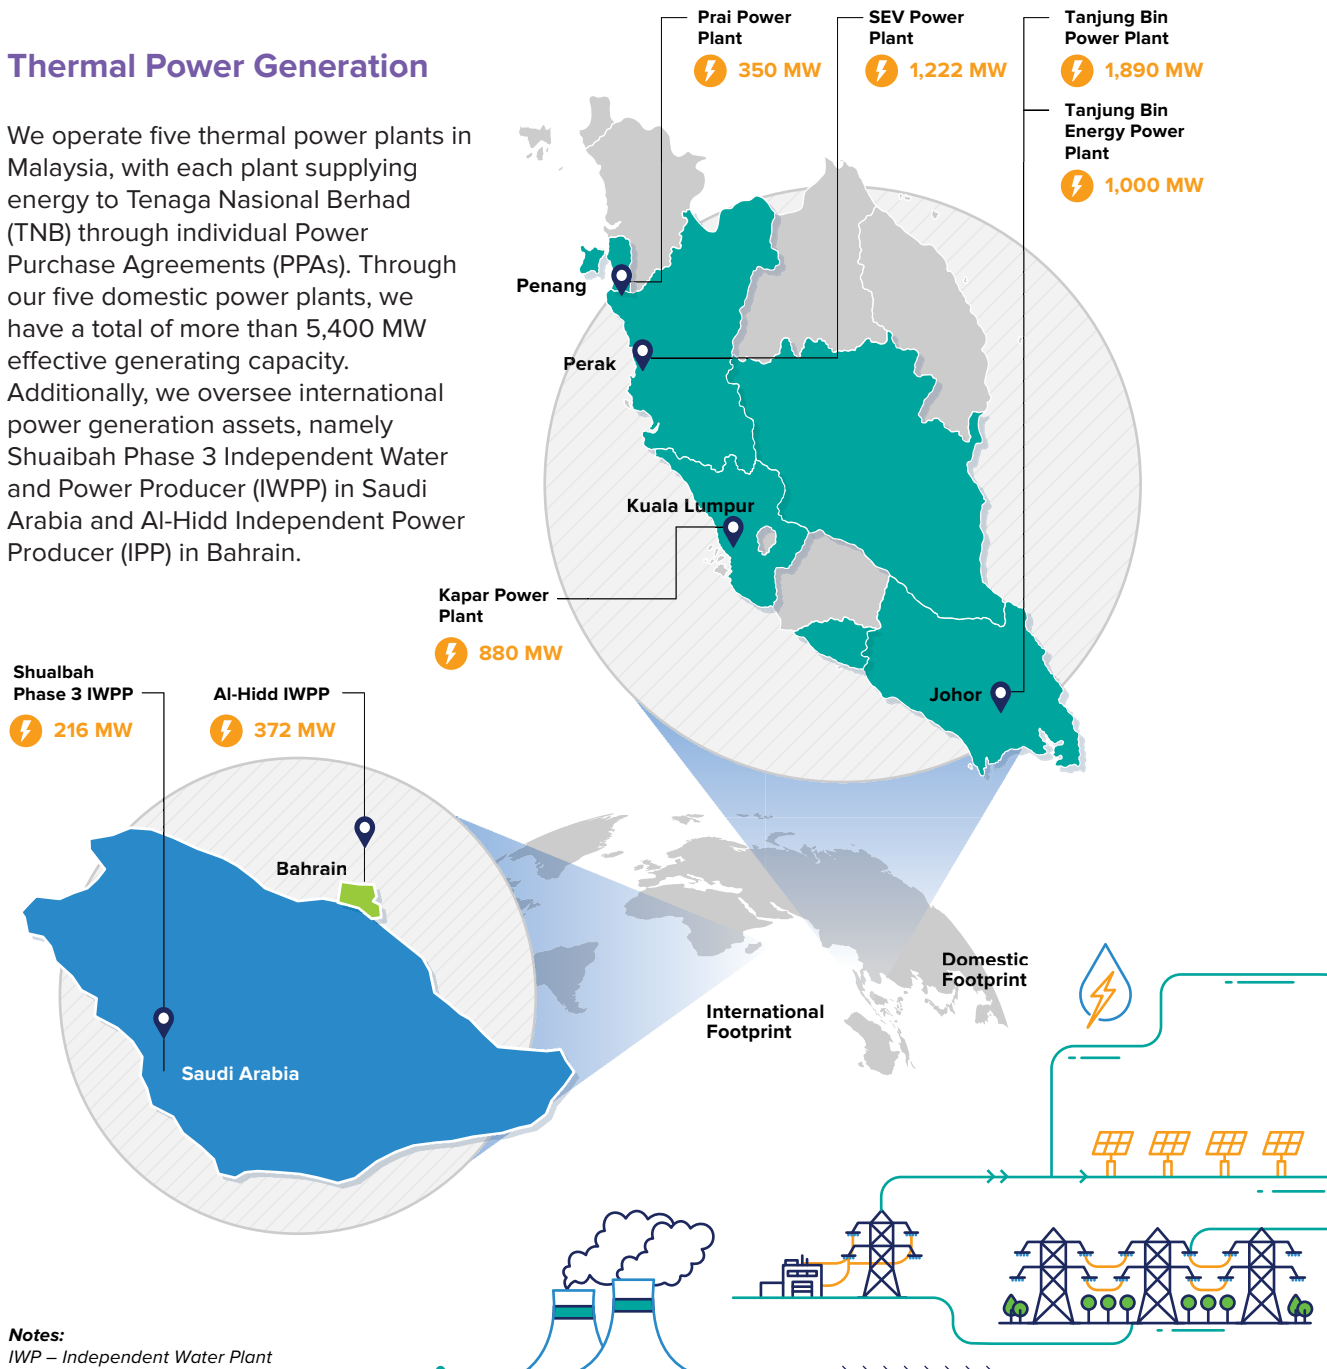 Thermal Power Generation
We operate five thermal power plants in
Malaysia, with each plant supplying
energy to Tenaga Nasional Berhad
(TNB) through individual Power
Purchase Agreements (PPAs). Through
our five domestic power plants, we
have a total of more than 5,400 MW
effective generating capacity.
Additionally, we oversee international
power generation assets, namely
Shuaibah Phase 3 Independent Water
and Power Producer (IWPP) in Saudi
Arabia and Al-Hidd Independent Power
Producer (IPP) in Bahrain.
Prai Power
Plant
350 MW
SEV Power
Plant
1,222 MW
Tanjung Bin
Power Plant
1,890 MW
Tanjung Bin
Energy Power
Plant
1,000 MW
Penang
Perak
Kuala Lumpur
Kapar Power
Plant
880 MW
Johor
Shualbah
Phase 3 IWPP
216 MW
Al-Hidd IWPP
372 MW
Bahrain
Saudi Arabia
Domestic
Footprint
International
Footprint
Notes:
IWP – Independent Water Plant